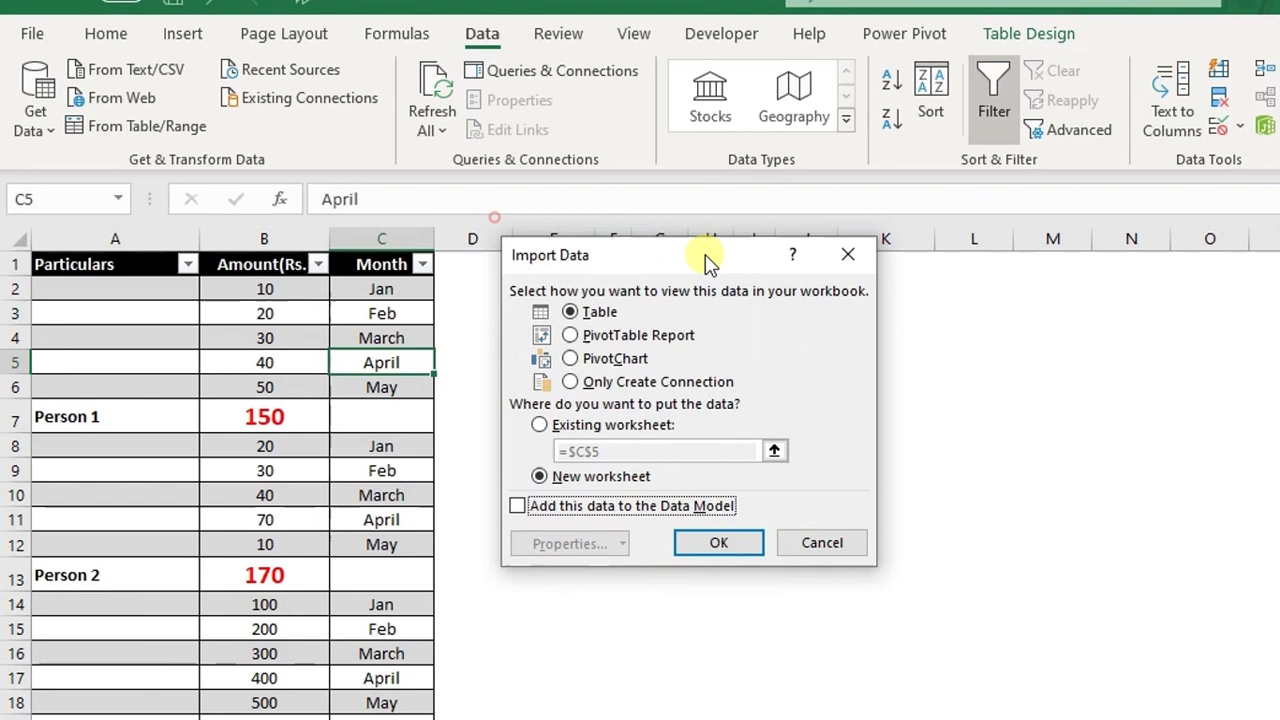 File Home Insert Page Layout Formulas Data Review View Developer Help Power Pivot Table Design
From Text/CSV Recent Sources Queries & Connections Clear
Get Data From Web Existing Connections Refresh All Properties Stocks Geography Sort Filter Reapply Text to Columns
From Table/Range Edit Links Advanced
Get & Transform Data Queries & Connections Data Types Sort & Filter Data Tools
C5 fx April
A B C D K L M N O
1 Particulars Amount(Rs. Month
2 10 Jan
3 20 Feb
4 30 March
5 40 April
6 50 May
7 Person 1 150
8 20 Jan
9 30 Feb
10 40 March
11 70 April
12 10 May
13 Person 2 170
14 100 Jan
15 200 Feb
16 300 March
17 400 April
18 500 May
Import Data ?
Select how you want to view this data in your workbook.
Table
PivotTable Report
PivotChart
Only Create Connection
Where do you want to put the data?
Existing worksheet:
=$C$5
New worksheet
Add this data to the Data Model
Properties... OK Cancel